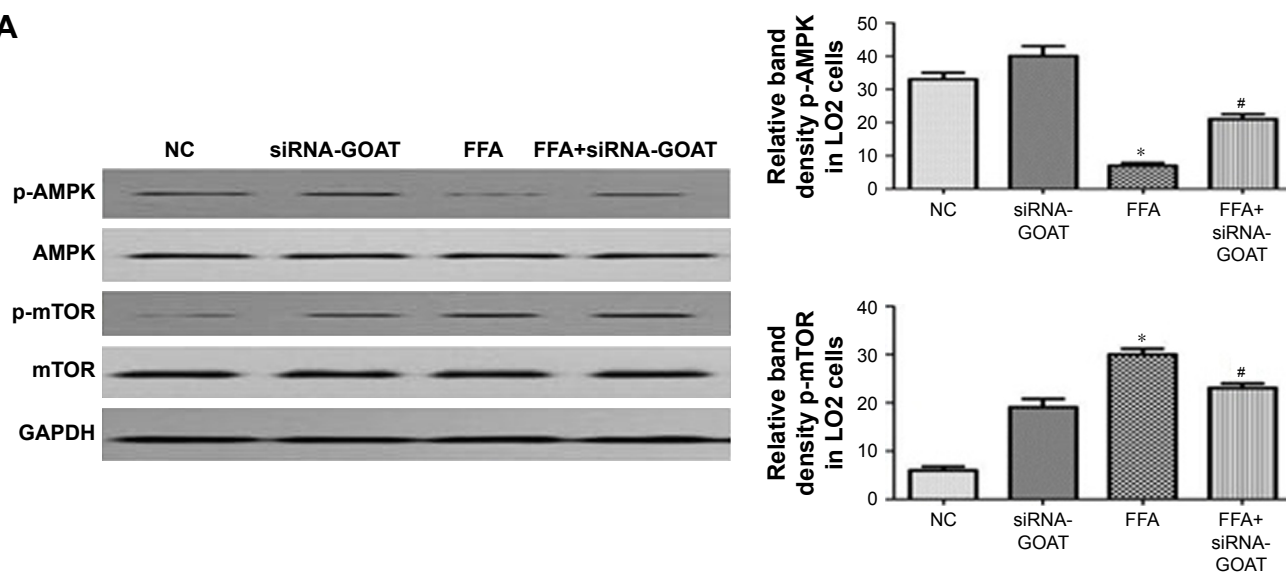 A
NC siRNA-GOAT FFA FFA+siRNA-GOAT
p-AMPK
AMPK
p-mTOR
mTOR
GAPDH
Relative band
density p-AMPK
in LO2 cells
50
40
30
20
10
0
*
#
NC siRNA- FFA FFA+
GOAT siRNA-
GOAT
Relative band
density p-mTOR
in LO2 cells
40
30
20
10
0
*
#
NC siRNA- FFA FFA+
GOAT siRNA-
GOAT